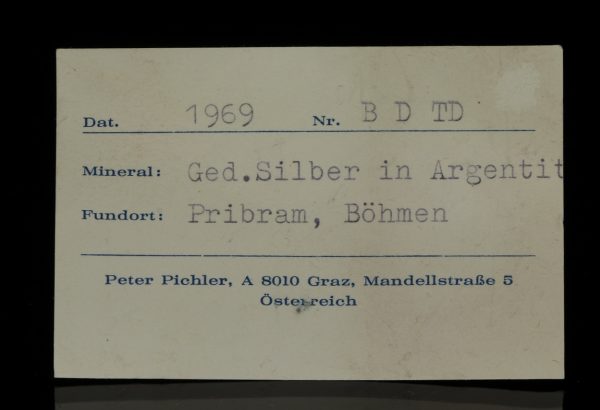 Dat. 1969 Nr. B D TD
Mineral: Ged.Silber in Argentit
Fundort: Pribram, Böhmen
Peter Pichler, A 8010 Graz, Mandellstraße 5
Österreich